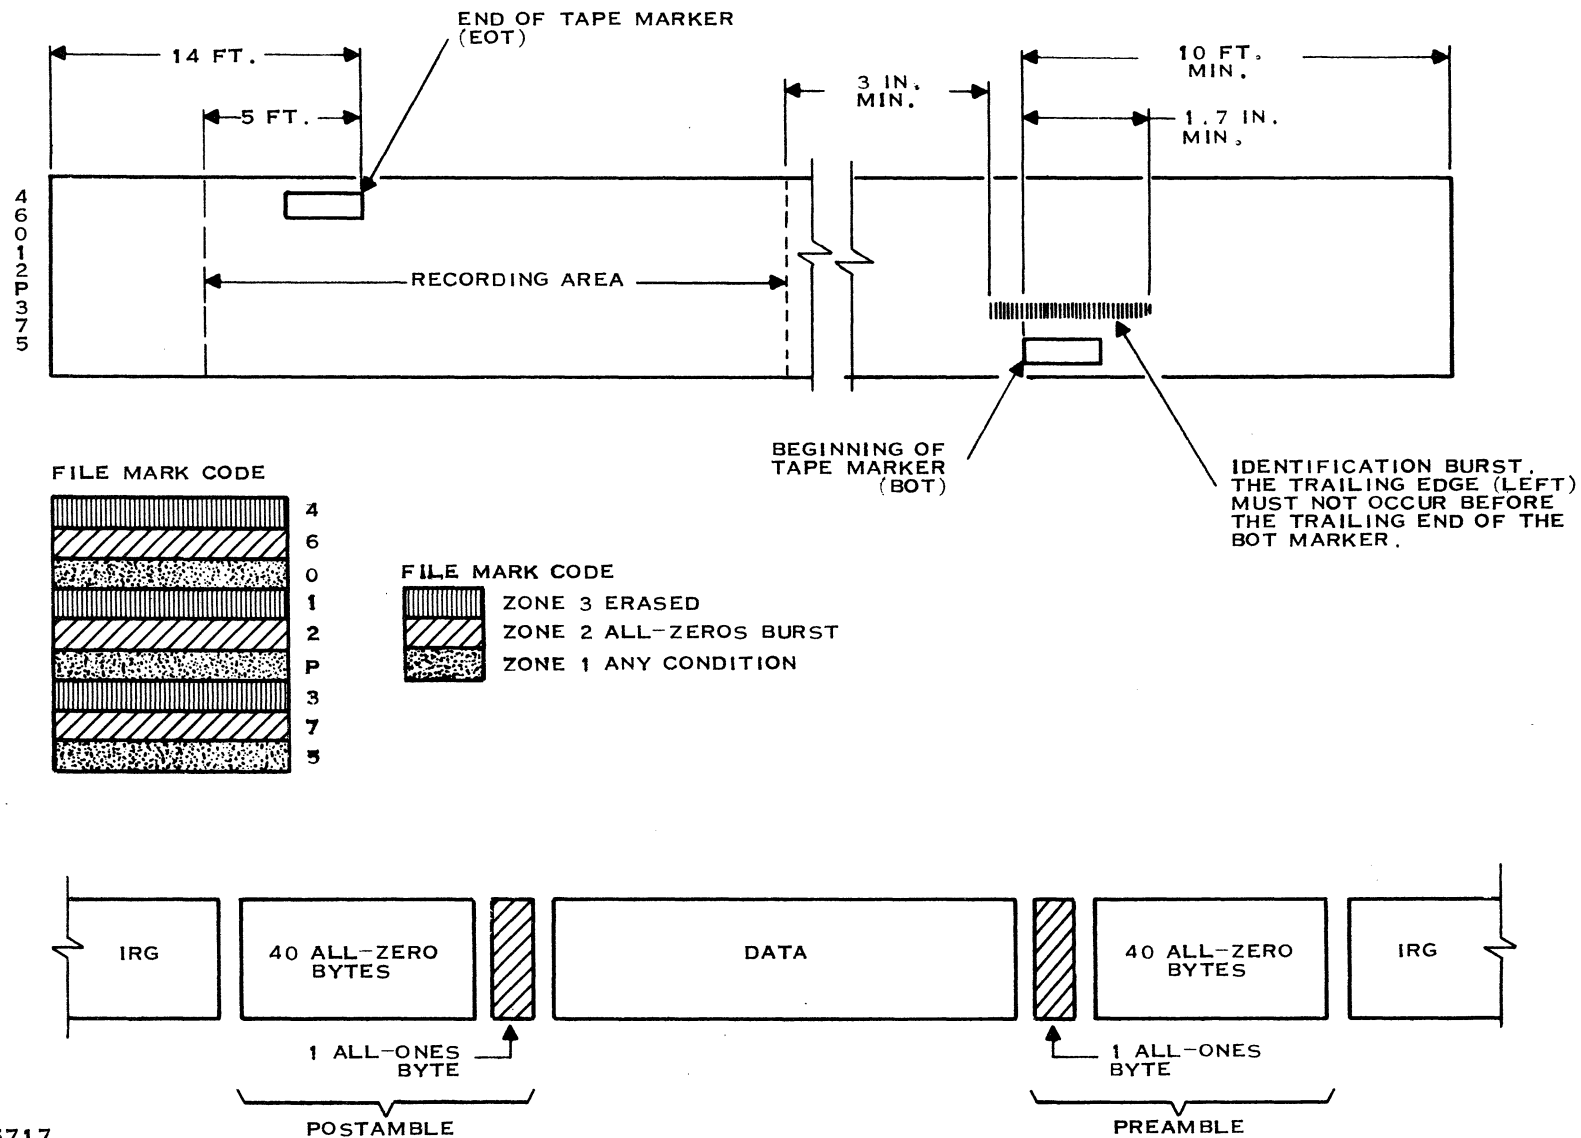 END OF TAPE MARKER
(EOT)
14 FT.
10 FT.
MIN.
3 IN.
MIN.
5 FT.
1.7 IN.
MIN.
4
6
0
1
2
P
3
7
5
RECORDING AREA
BEGINNING OF
TAPE MARKER
(BOT)
IDENTIFICATION BURST.
THE TRAILING EDGE (LEFT)
MUST NOT OCCUR BEFORE
THE TRAILING END OF THE
BOT MARKER.
FILE MARK CODE
4
6
0
1
2
P
3
7
5
FILE MARK CODE
ZONE 3 ERASED
ZONE 2 ALL-ZEROS BURST
ZONE 1 ANY CONDITION
IRG
40 ALL-ZERO
BYTES
DATA
40 ALL-ZERO
BYTES
IRG
1 ALL-ONES
BYTE
1 ALL-ONES
BYTE
POSTAMBLE
PREAMBLE